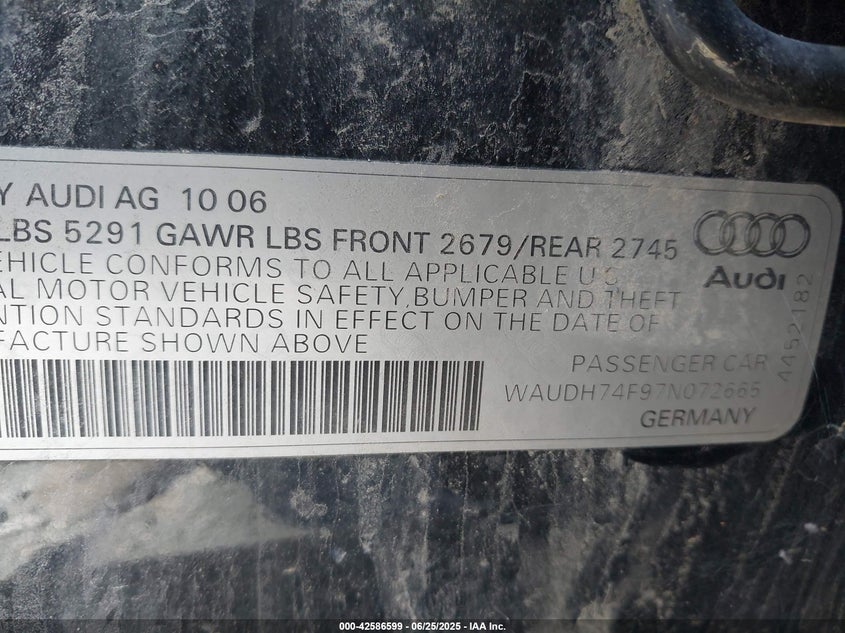 Y AUDI AG 10 06
LBS 5291 GAWR LBS FRONT 2679/REAR 2745
EHICLE CONFORMS TO ALL APPLICABLE U S
AL MOTOR VEHICLE SAFETY, BUMPER AND THEFT
NTION STANDARDS IN EFFECT ON THE DATE OF
FACTURE SHOWN ABOVE
Audi
4452182
PASSENGER CAR
WAUDH74F97N072665
GERMANY
000-42586599 - 06/25/2025 - IAA Inc.